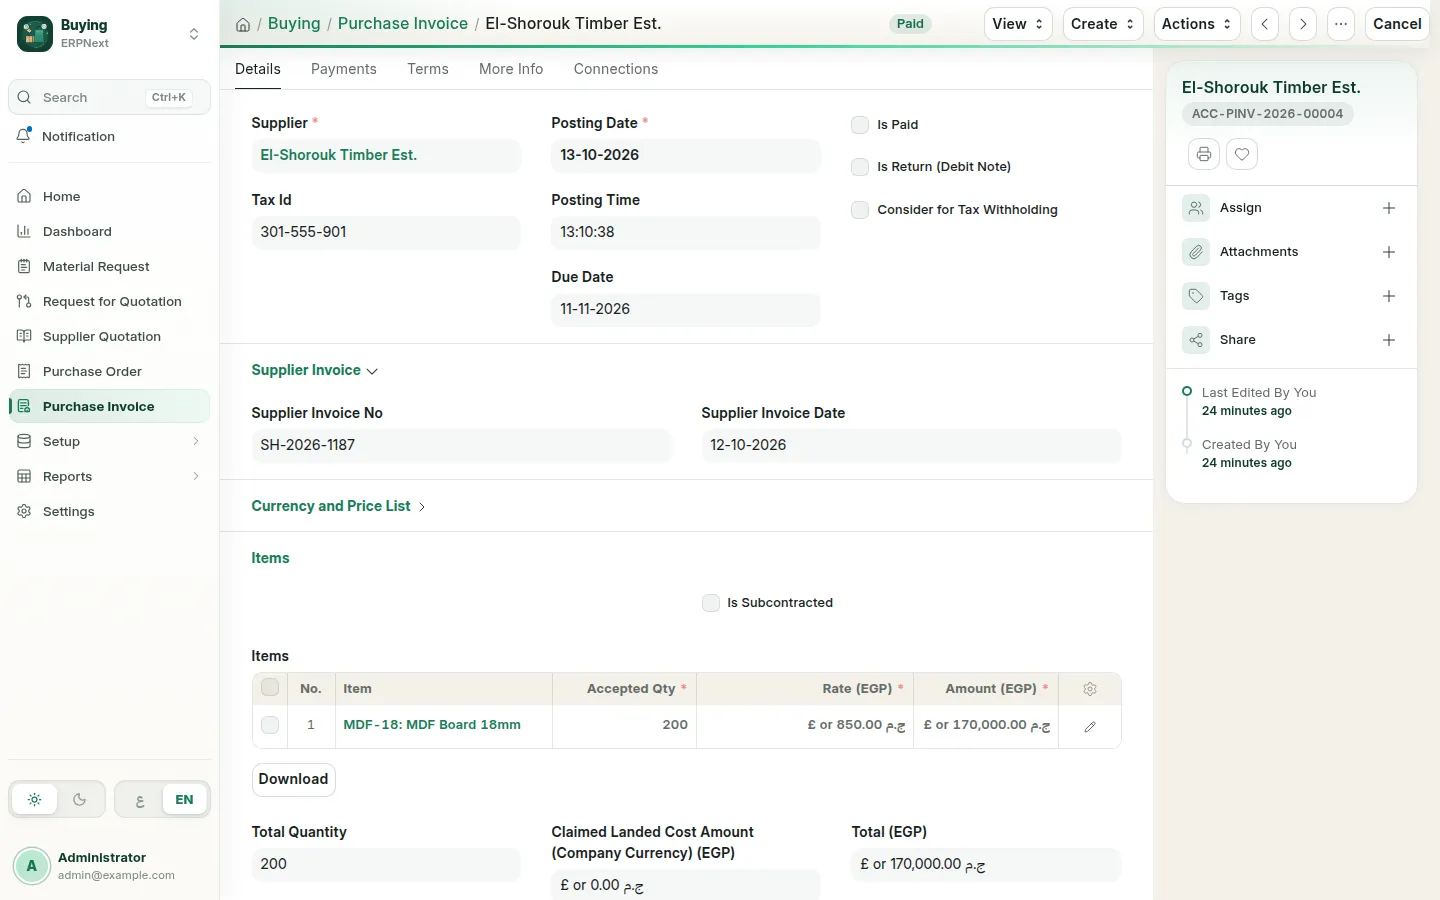 Buying
ERPNext
Search
Ctrl+K
Notification
Home
Dashboard
Material Request
Request for Quotation
Supplier Quotation
Purchase Order
Purchase Invoice
Setup
Reports
Settings
ع
EN
A
Administrator
admin@example.com
/ Buying / Purchase Invoice / El-Shorouk Timber Est.
Paid
View
Create
Actions
Cancel
Details
Payments
Terms
More Info
Connections
Supplier *
El-Shorouk Timber Est.
Tax Id
301-555-901
Posting Date *
13-10-2026
Posting Time
13:10:38
Due Date
11-11-2026
Is Paid
Is Return (Debit Note)
Consider for Tax Withholding
Supplier Invoice
Supplier Invoice No
SH-2026-1187
Supplier Invoice Date
12-10-2026
Currency and Price List
Items
Is Subcontracted
Items
No. Item Accepted Qty * Rate (EGP) * Amount (EGP) *
1 MDF-18: MDF Board 18mm 200 £ or 850.00 ج.م £ or 170,000.00 ج.م
Download
Total Quantity
200
Claimed Landed Cost Amount
(Company Currency) (EGP)
£ or 0.00 ج.م
Total (EGP)
£ or 170,000.00 ج.م
El-Shorouk Timber Est.
ACC-PINV-2026-00004
Assign
Attachments
Tags
Share
Last Edited By You
24 minutes ago
Created By You
24 minutes ago